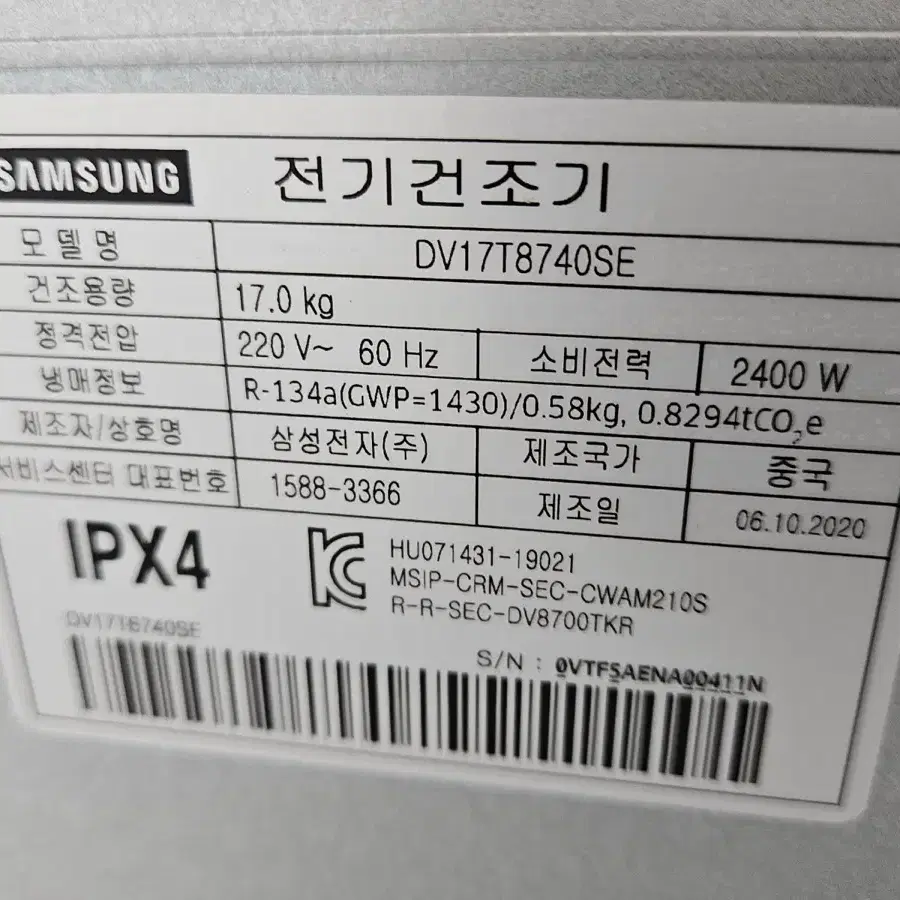 SAMSUNG 전기건조기
모델명 DV17T8740SE
건조용량 17.0 kg
정격전압 220 V~ 60 Hz 소비전력 2400 W
냉매정보 R-134a(GWP=1430)/0.58kg, 0.8294tCO₂e
제조자/상호명 삼성전자(주) 제조국가 중국
서비스센터 대표번호 1588-3366 제조일 06.10.2020
IPX4
HU071431-19021
MSIP-CRM-SEC-CWAM210S
R-R-SEC-DV8700TKR
DV17T8740SE
S/N : 0VTF5AENA00411N